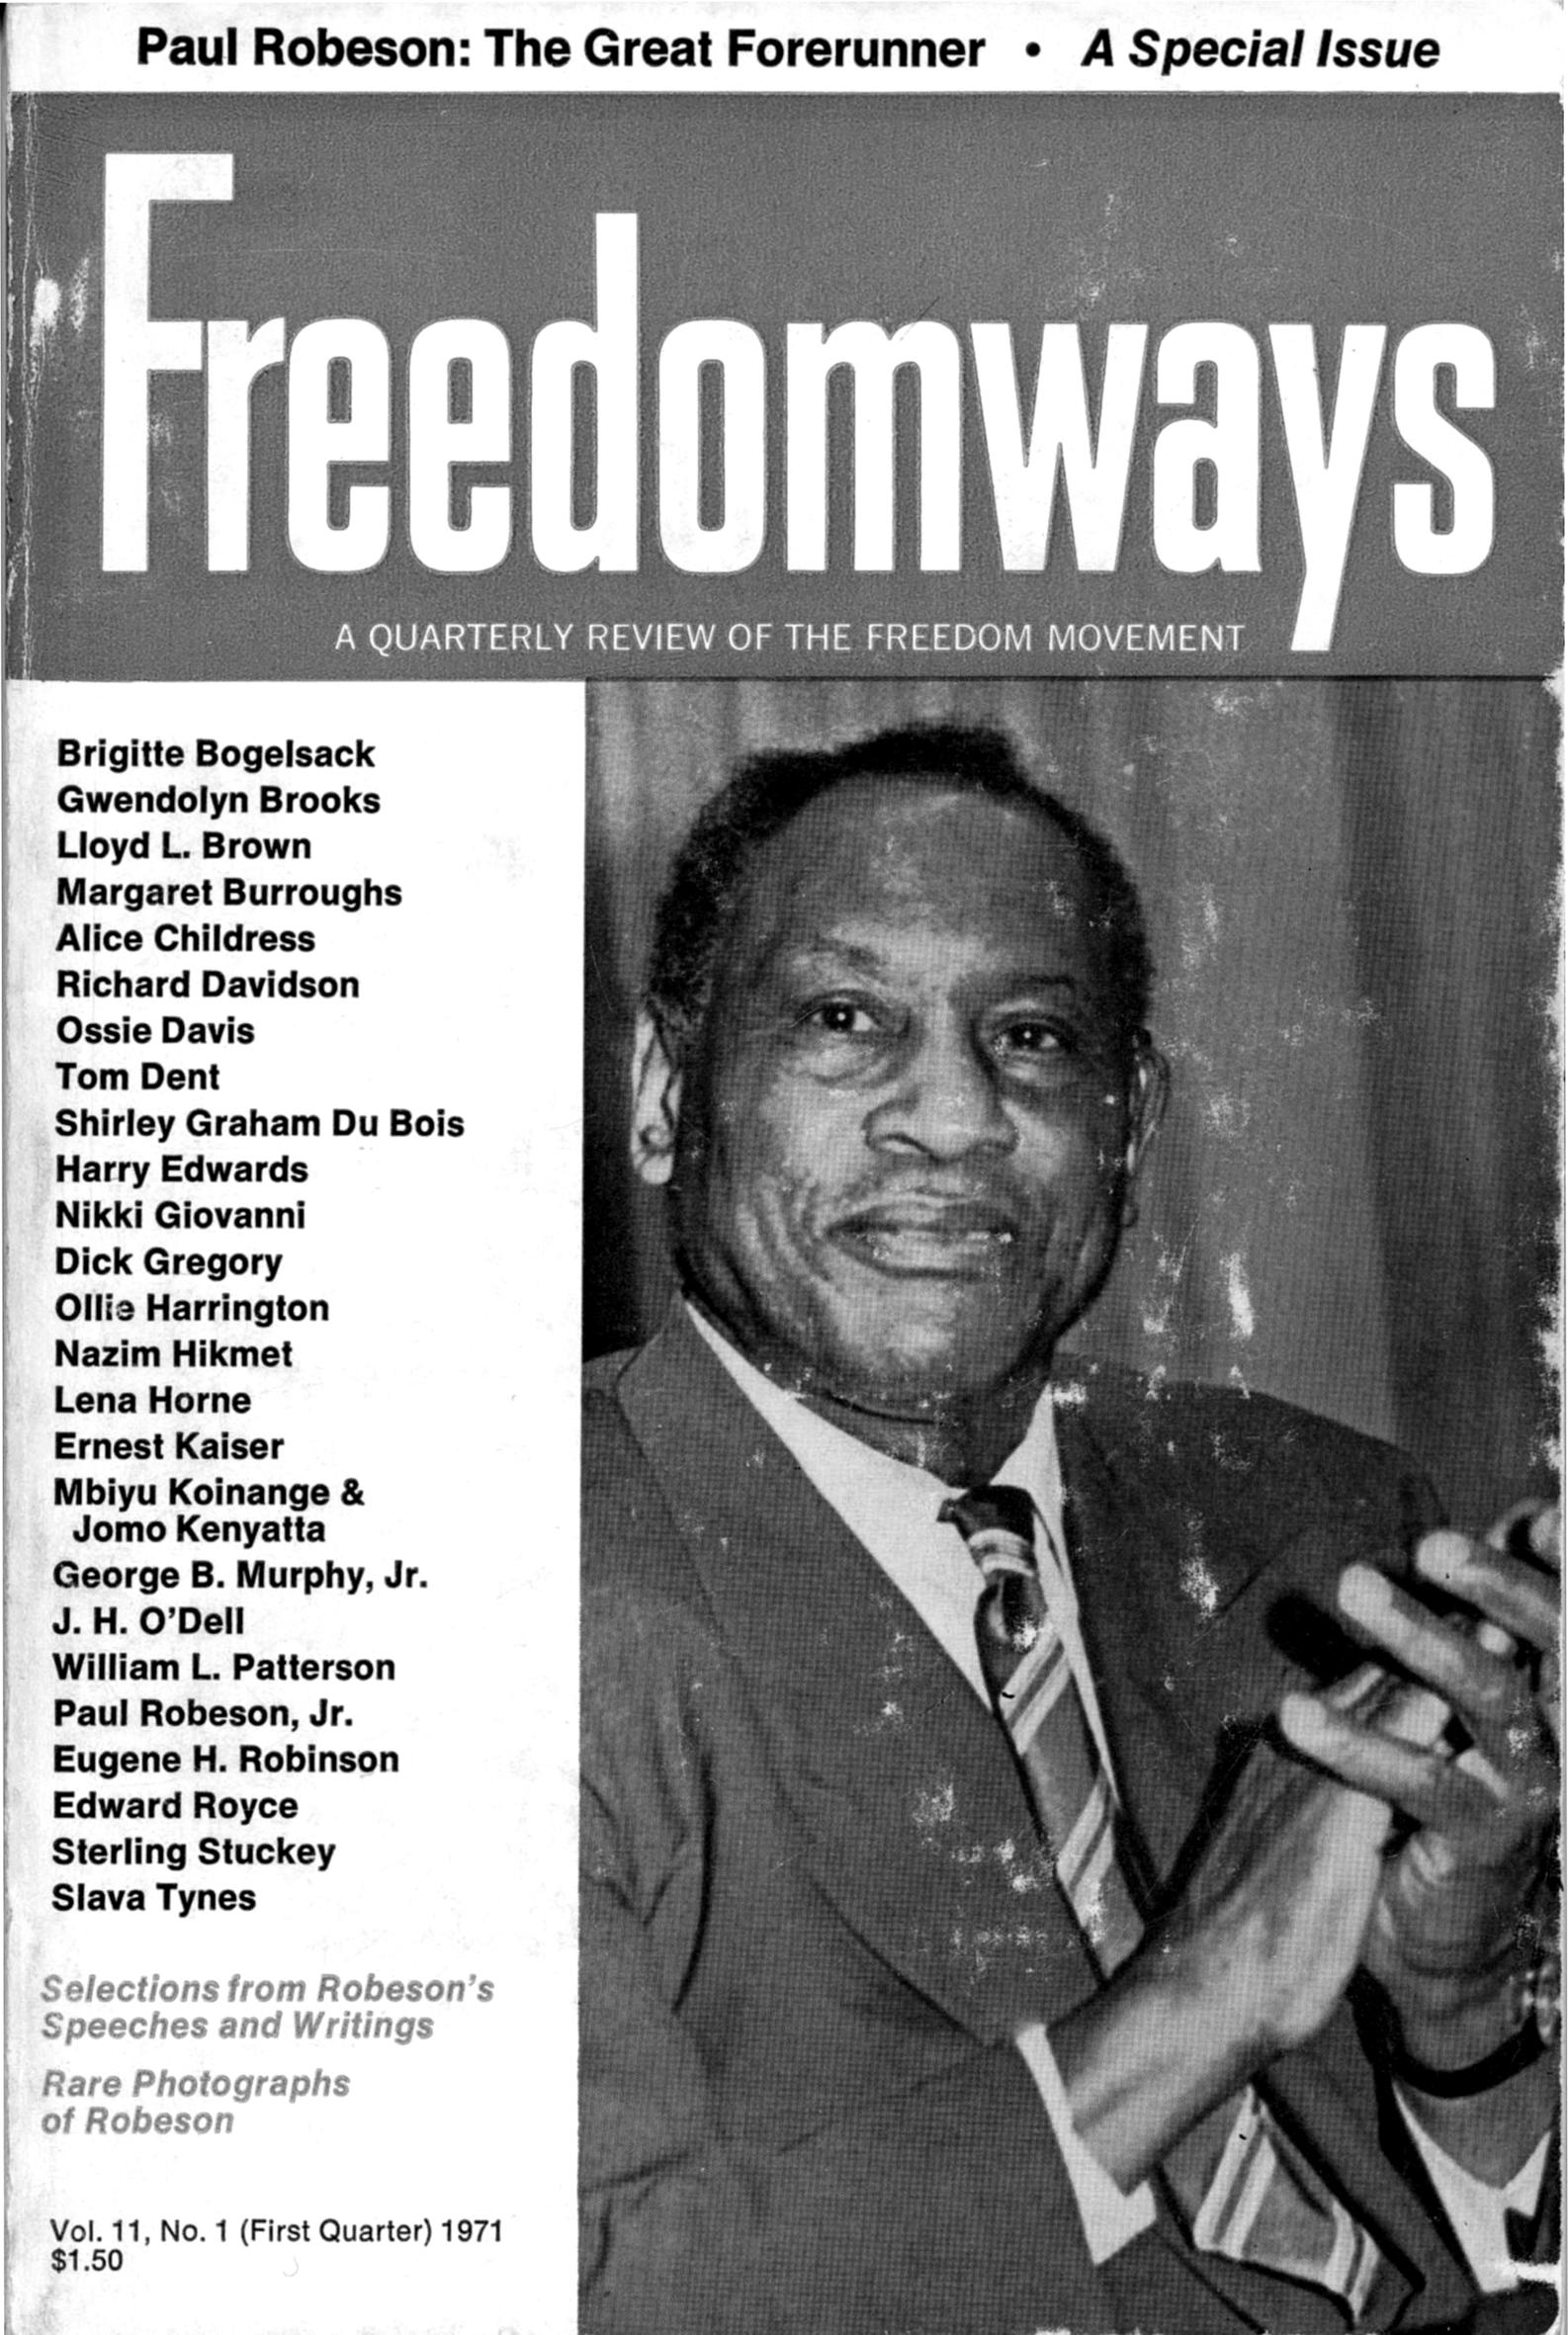 Paul Robeson: The Great Forerunner • A Special Issue
Freedomways
A QUARTERLY REVIEW OF THE FREEDOM MOVEMENT
Brigitte Bogelsack
Gwendolyn Brooks
Lloyd L. Brown
Margaret Burroughs
Alice Childress
Richard Davidson
Ossie Davis
Tom Dent
Shirley Graham Du Bois
Harry Edwards
Nikki Giovanni
Dick Gregory
Ollie Harrington
Nazim Hikmet
Lena Horne
Ernest Kaiser
Mbiyu Koinange &
Jomo Kenyatta
George B. Murphy, Jr.
J. H. O'Dell
William L. Patterson
Paul Robeson, Jr.
Eugene H. Robinson
Edward Royce
Sterling Stuckey
Slava Tynes
Selections from Robeson's
Speeches and Writings
Rare Photographs
of Robeson
Vol. 11, No. 1 (First Quarter) 1971
$1.50